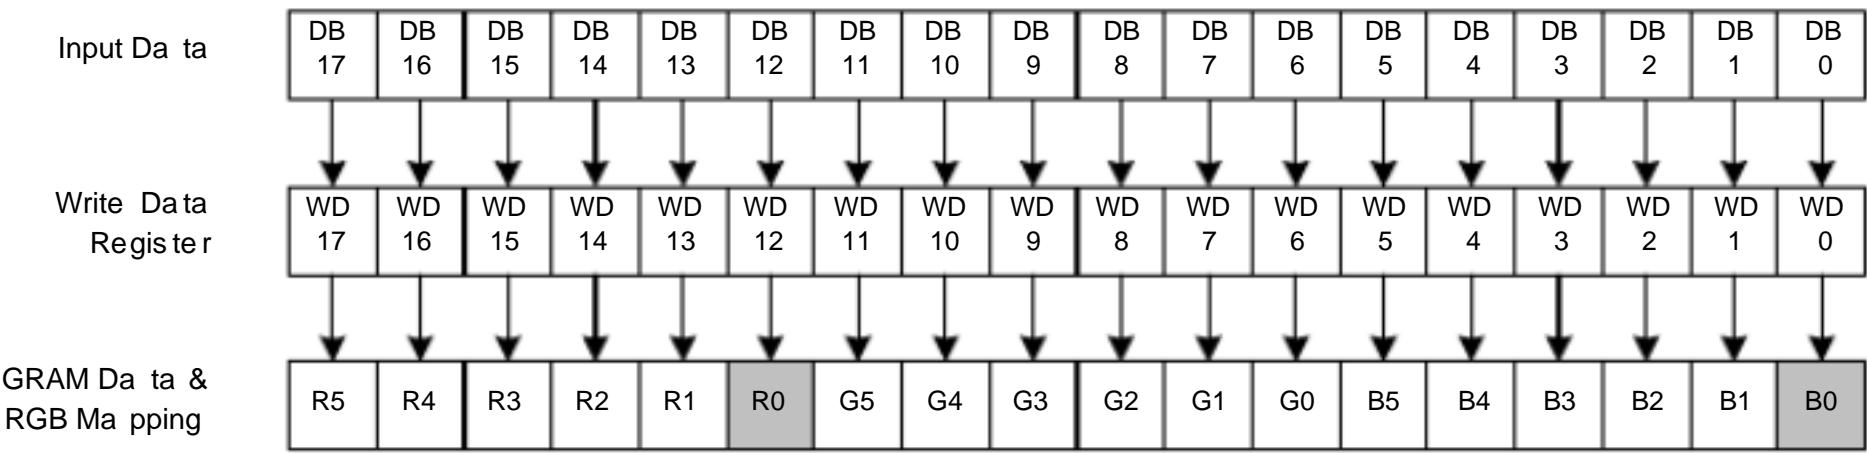 Input Da ta
DB 17 DB 16 DB 15 DB 14 DB 13 DB 12 DB 11 DB 10 DB 9 DB 8 DB 7 DB 6 DB 5 DB 4 DB 3 DB 2 DB 1 DB 0
Write Data
Register
WD 17 WD 16 WD 15 WD 14 WD 13 WD 12 WD 11 WD 10 WD 9 WD 8 WD 7 WD 6 WD 5 WD 4 WD 3 WD 2 WD 1 WD 0
GRAM Da ta &
RGB Ma pping
R5 R4 R3 R2 R1 R0 G5 G4 G3 G2 G1 G0 B5 B4 B3 B2 B1 B0